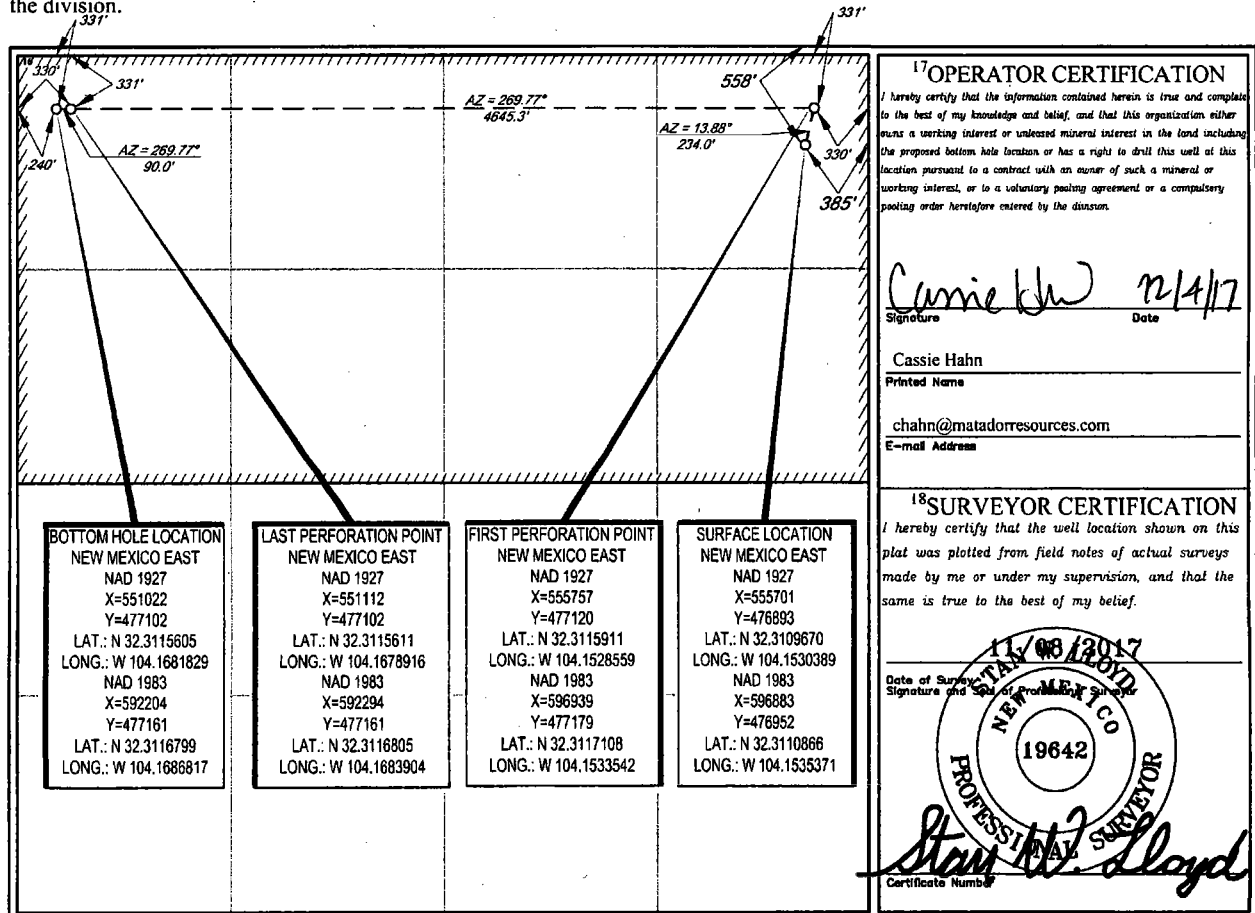 the division.
331'
331'
330'
331'
558'
AZ = 269.77°
4645.3'
AZ = 13.88°
234.0'
240'
AZ = 269.77°
90.0'
330'
385'
17OPERATOR CERTIFICATION
I hereby certify that the information contained herein is true and complete
to the best of my knowledge and belief, and that this organization either
owns a working interest or unleased mineral interest in the land including
the proposed bottom hole location or has a right to drill this well at this
location pursuant to a contract with an owner of such a mineral or
working interest, or to a voluntary pooling agreement or a compulsory
pooling order heretofore entered by the division.
12/4/17
Signature Date
Cassie Hahn
Printed Name
chahn@matadorresources.com
E-mail Address
BOTTOM HOLE LOCATION
NEW MEXICO EAST
NAD 1927
X=551022
Y=477102
LAT.: N 32.3115605
LONG.: W 104.1681829
NAD 1983
X=592204
Y=477161
LAT.: N 32.3116799
LONG.: W 104.1686817
LAST PERFORATION POINT
NEW MEXICO EAST
NAD 1927
X=551112
Y=477102
LAT.: N 32.3115611
LONG.: W 104.1678916
NAD 1983
X=592294
Y=477161
LAT.: N 32.3116805
LONG.: W 104.1683904
FIRST PERFORATION POINT
NEW MEXICO EAST
NAD 1927
X=555757
Y=477120
LAT.: N 32.3115911
LONG.: W 104.1528559
NAD 1983
X=596939
Y=477179
LAT.: N 32.3117108
LONG.: W 104.1533542
SURFACE LOCATION
NEW MEXICO EAST
NAD 1927
X=555701
Y=476893
LAT.: N 32.3109670
LONG.: W 104.1530389
NAD 1983
X=596883
Y=476952
LAT.: N 32.3110866
LONG.: W 104.1535371
18SURVEYOR CERTIFICATION
I hereby certify that the well location shown on this
plat was plotted from field notes of actual surveys
made by me or under my supervision, and that the
same is true to the best of my belief.
11/08/2017
Date of Survey
Signature and Seal of Professional Surveyor
STAN W. LLOYD
NEW MEXICO
19642
PROFESSIONAL SURVEYOR
Stan W. Lloyd
Certificate Number